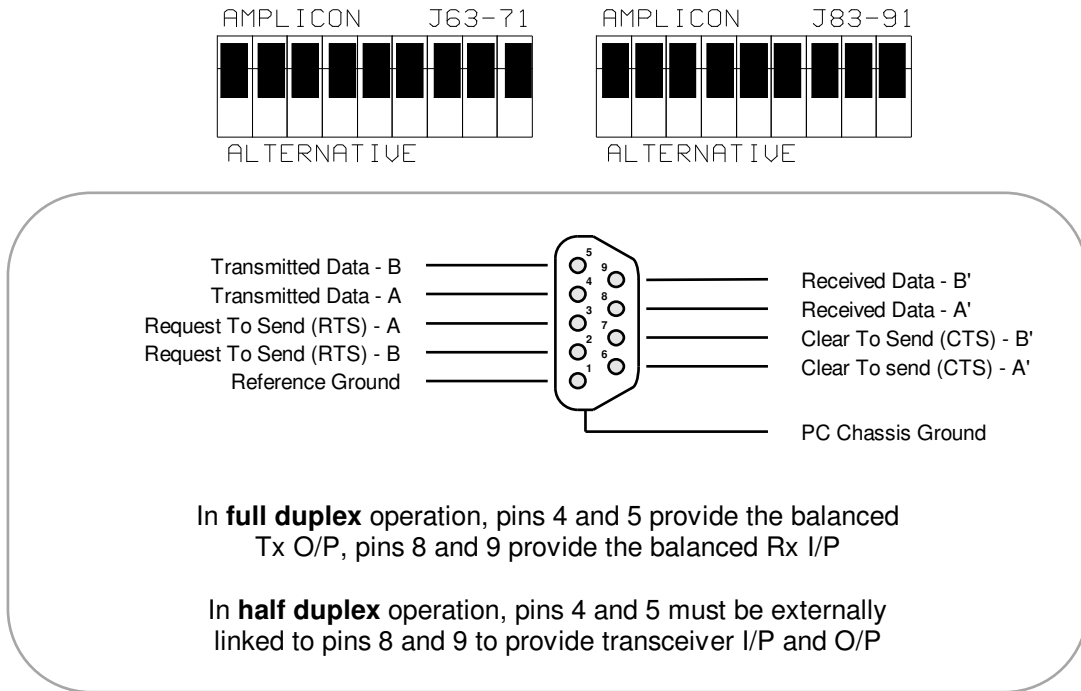 AMPLICON J63-71 AMPLICON J83-91
ALTERNATIVE ALTERNATIVE
Transmitted Data - B
Transmitted Data - A
Request To Send (RTS) - A
Request To Send (RTS) - B
Reference Ground
5
4
3
2
1
9
8
7
6
Received Data - B'
Received Data - A'
Clear To Send (CTS) - B'
Clear To send (CTS) - A'
PC Chassis Ground
In full duplex operation, pins 4 and 5 provide the balanced
Tx O/P, pins 8 and 9 provide the balanced Rx I/P
In half duplex operation, pins 4 and 5 must be externally
linked to pins 8 and 9 to provide transceiver I/P and O/P